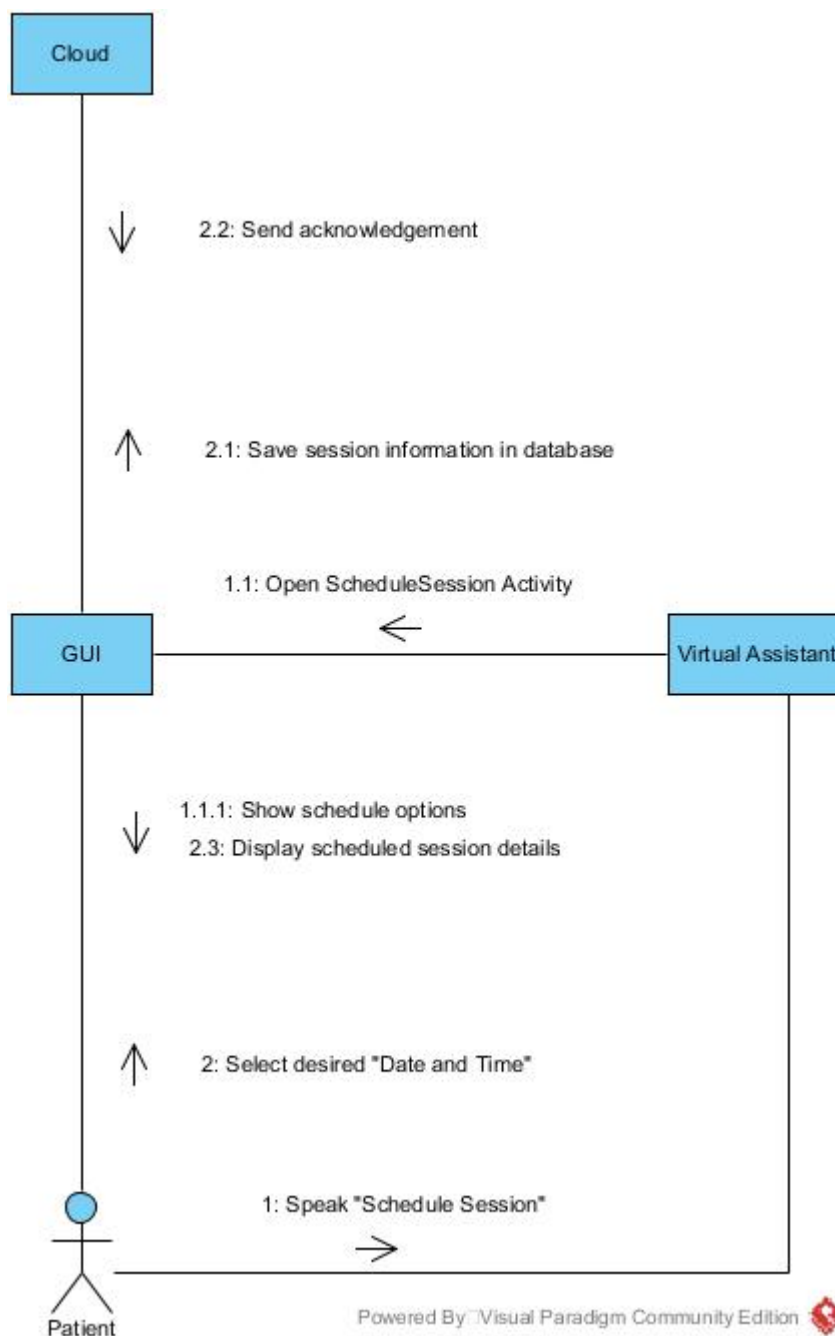 Cloud
2.2: Send acknowledgement
2.1: Save session information in database
1.1: Open ScheduleSession Activity
GUI
Virtual Assistant
1.1.1: Show schedule options
2.3: Display scheduled session details
2: Select desired "Date and Time"
1: Speak "Schedule Session"
Patient
Powered By Visual Paradigm Community Edition